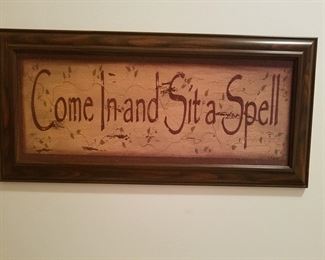 Come In and Sit a Spell